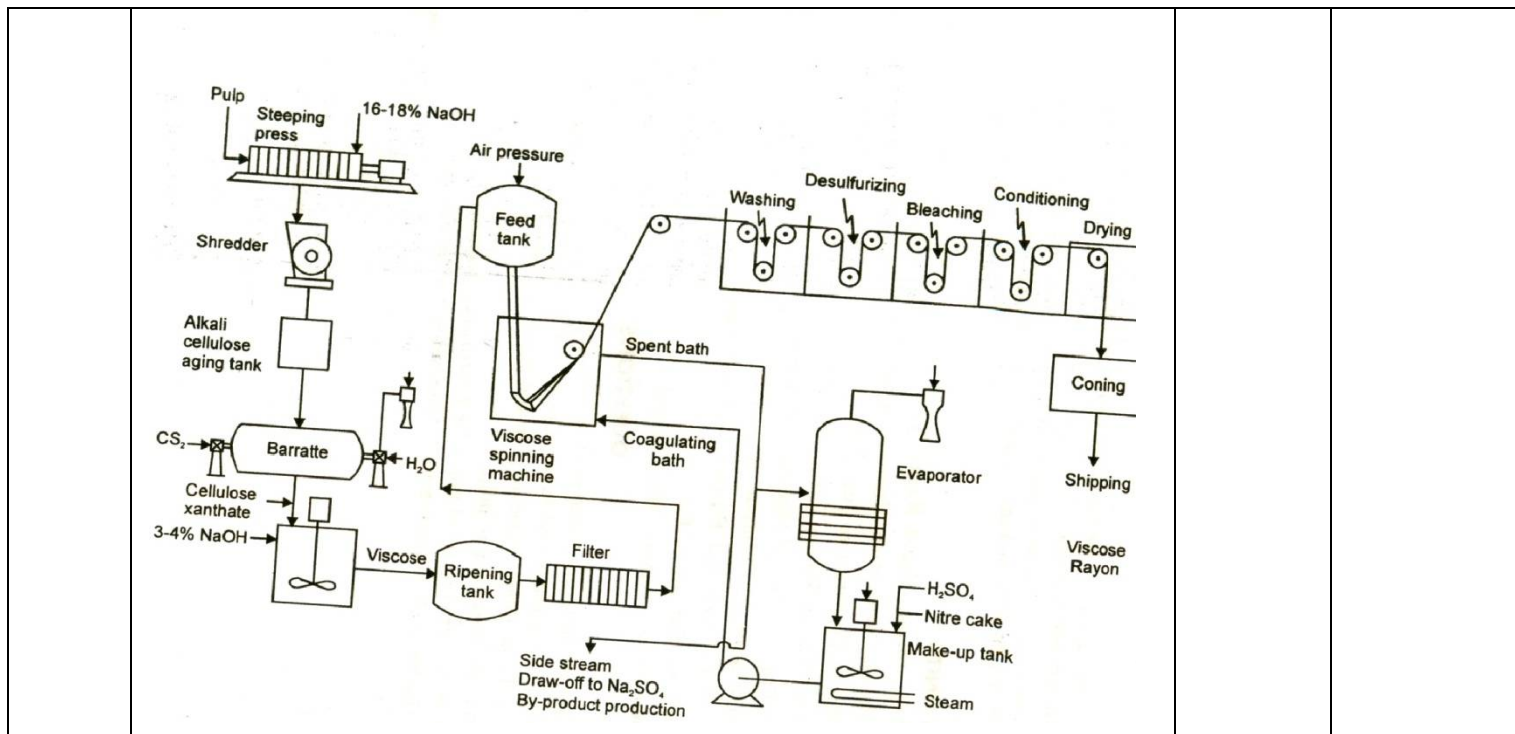 Pulp
16-18% NaOH
Steeping
press
Shredder
Alkali
cellulose
aging tank
CS₂
Barratte
H₂O
Cellulose
xanthate
3-4% NaOH
Viscose
Ripening
tank
Filter
Air pressure
Feed
tank
Viscose
spinning
machine
Spent bath
Coagulating
bath
Washing
Desulfurizing
Bleaching
Conditioning
Drying
Coning
Shipping
Viscose
Rayon
Evaporator
H₂SO₄
Nitre cake
Make-up tank
Steam
Side stream
Draw-off to Na₂SO₄
By-product production